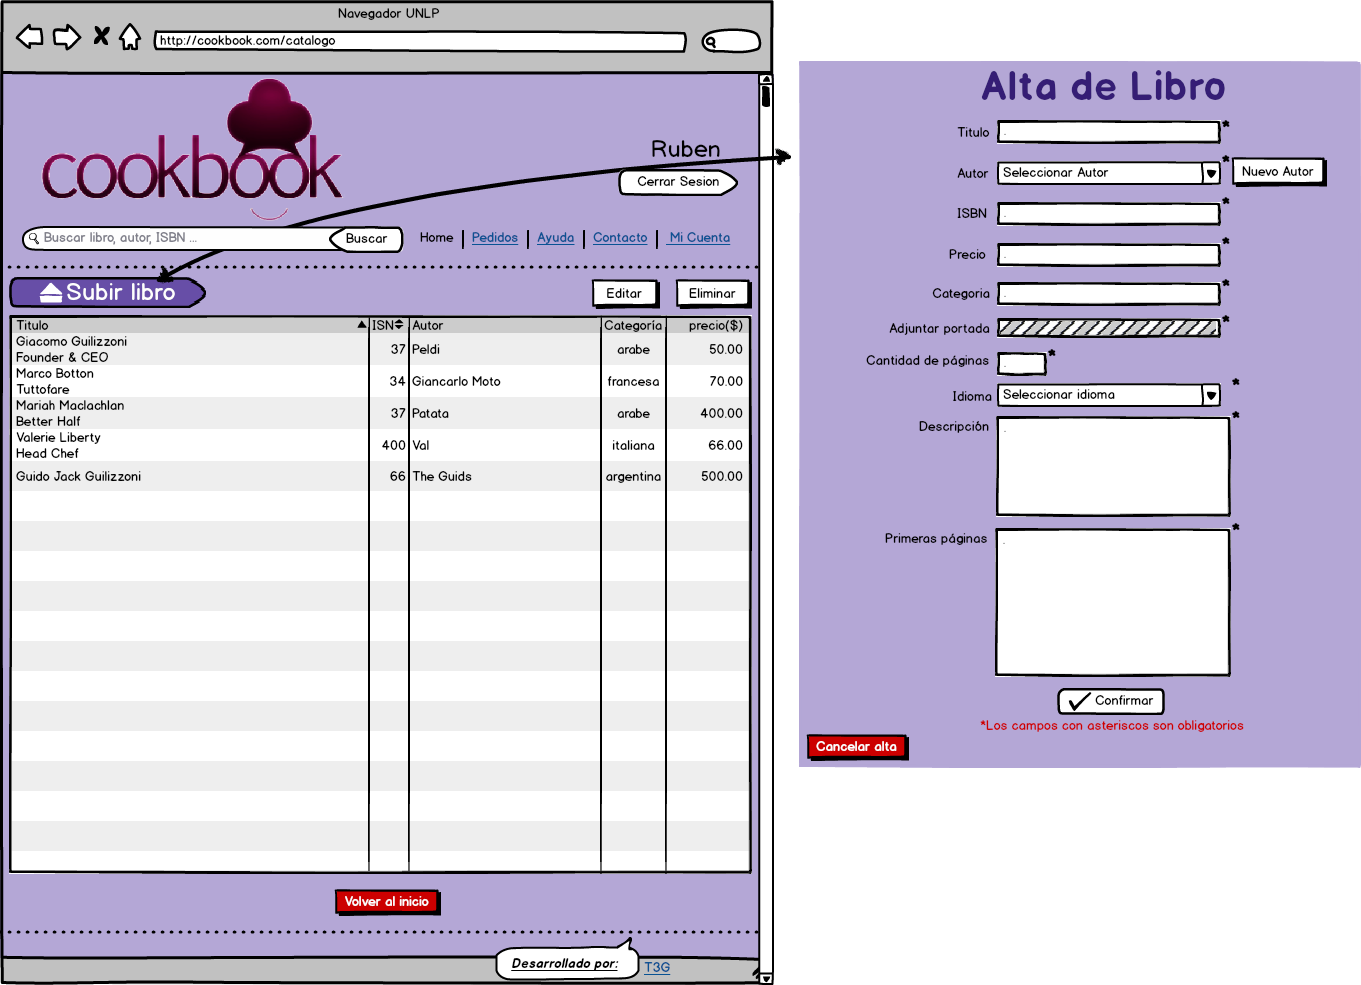 Navegador UNLP
http://cookbook.com/catalogo
cookbook
Ruben
Cerrar Sesion
Buscar libro, autor, ISBN ...
Buscar
Home
Pedidos
Ayuda
Contacto
Mi Cuenta
Subir libro
Editar
Eliminar
Titulo ISN Autor Categoría precio($)
Giacomo Guilizzoni
Founder & CEO
37 Peldi arabe 50.00
Marco Botton
Tuttofare
34 Giancarlo Moto francesa 70.00
Mariah Maclachlan
Better Half
37 Patata arabe 400.00
Valerie Liberty
Head Chef
400 Val italiana 66.00
Guido Jack Guilizzoni 66 The Guids argentina 500.00
Volver al inicio
Desarrollado por:
T3G
Alta de Libro
Titulo *
Autor Seleccionar Autor * Nuevo Autor
ISBN *
Precio *
Categoria *
Adjuntar portada *
Cantidad de páginas *
Idioma Seleccionar idioma *
Descripción *
Primeras páginas *
Confirmar
*Los campos con asteriscos son obligatorios
Cancelar alta